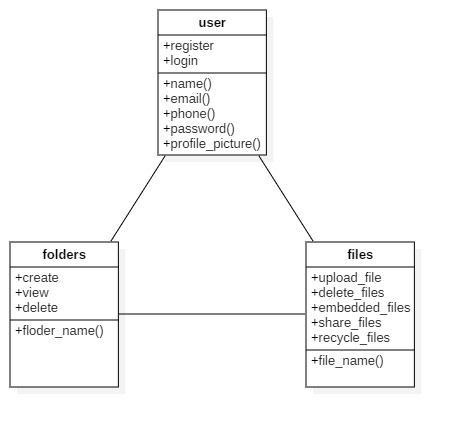 user
+register
+login
+name()
+email()
+phone()
+password()
+profile_picture()
folders
+create
+view
+delete
+floder_name()
files
+upload_file
+delete_files
+embedded_files
+share_files
+recycle_files
+file_name()